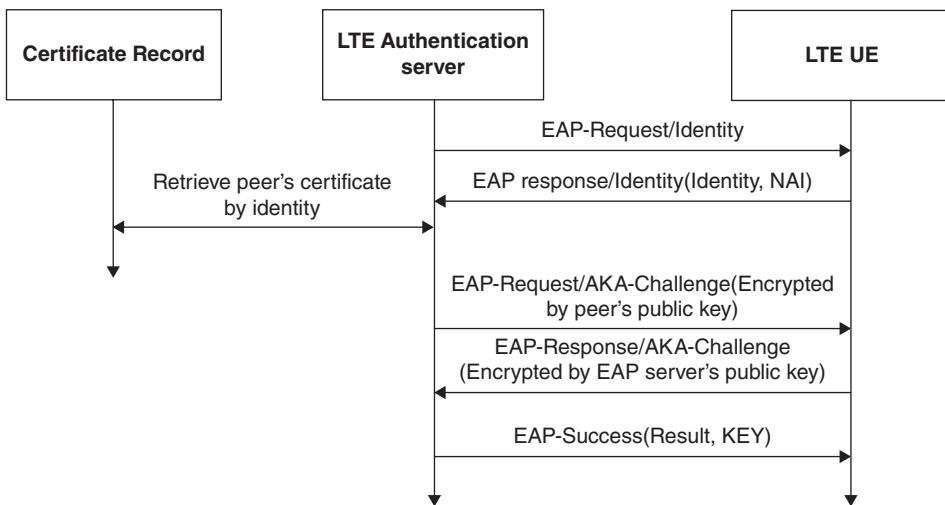 Certificate Record
LTE Authentication
server
LTE UE
EAP-Request/Identity
EAP response/Identity(Identity, NAI)
Retrieve peer's certificate
by identity
EAP-Request/AKA-Challenge(Encrypted
by peer's public key)
EAP-Response/AKA-Challenge
(Encrypted by EAP server's public key)
EAP-Success(Result, KEY)